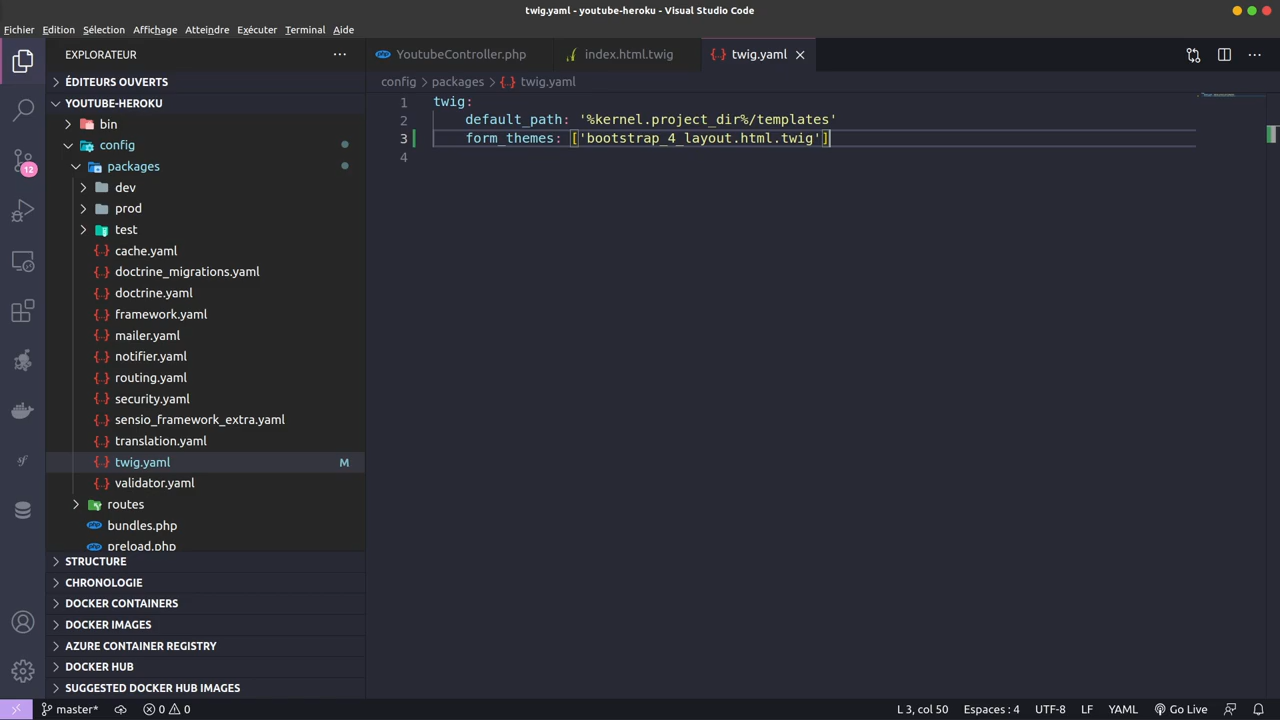 twig.yaml - youtube-heroku - Visual Studio Code
Fichier Edition Sélection Affichage Atteindre Exécuter Terminal Aide
EXPLORATEUR
YoutubeController.php index.html.twig twig.yaml
ÉDITEURS OUVERTS
config packages twig.yaml
YOUTUBE-HEROKU
bin
config
packages
dev
prod
test
cache.yaml
doctrine_migrations.yaml
doctrine.yaml
framework.yaml
mailer.yaml
notifier.yaml
routing.yaml
security.yaml
sensio_framework_extra.yaml
translation.yaml
twig.yaml M
validator.yaml
routes
bundles.php
preload.php
STRUCTURE
CHRONOLOGIE
DOCKER CONTAINERS
DOCKER IMAGES
AZURE CONTAINER REGISTRY
DOCKER HUB
SUGGESTED DOCKER HUB IMAGES
12
sf
1 twig:
2 default_path: '%kernel.project_dir%/templates'
3 form_themes: ['bootstrap_4_layout.html.twig']
4
master* 0 0 L 3, col 50 Espaces : 4 UTF-8 LF YAML Go Live